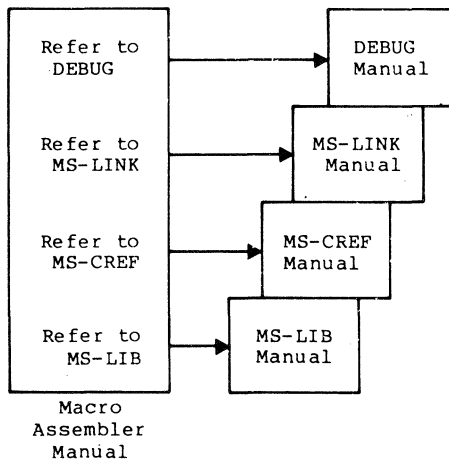 Refer to
DEBUG
DEBUG
Manual
Refer to
MS-LINK
MS-LINK
Manual
Refer to
MS-CREF
MS-CREF
Manual
Refer to
MS-LIB
MS-LIB
Manual
Macro
Assembler
Manual